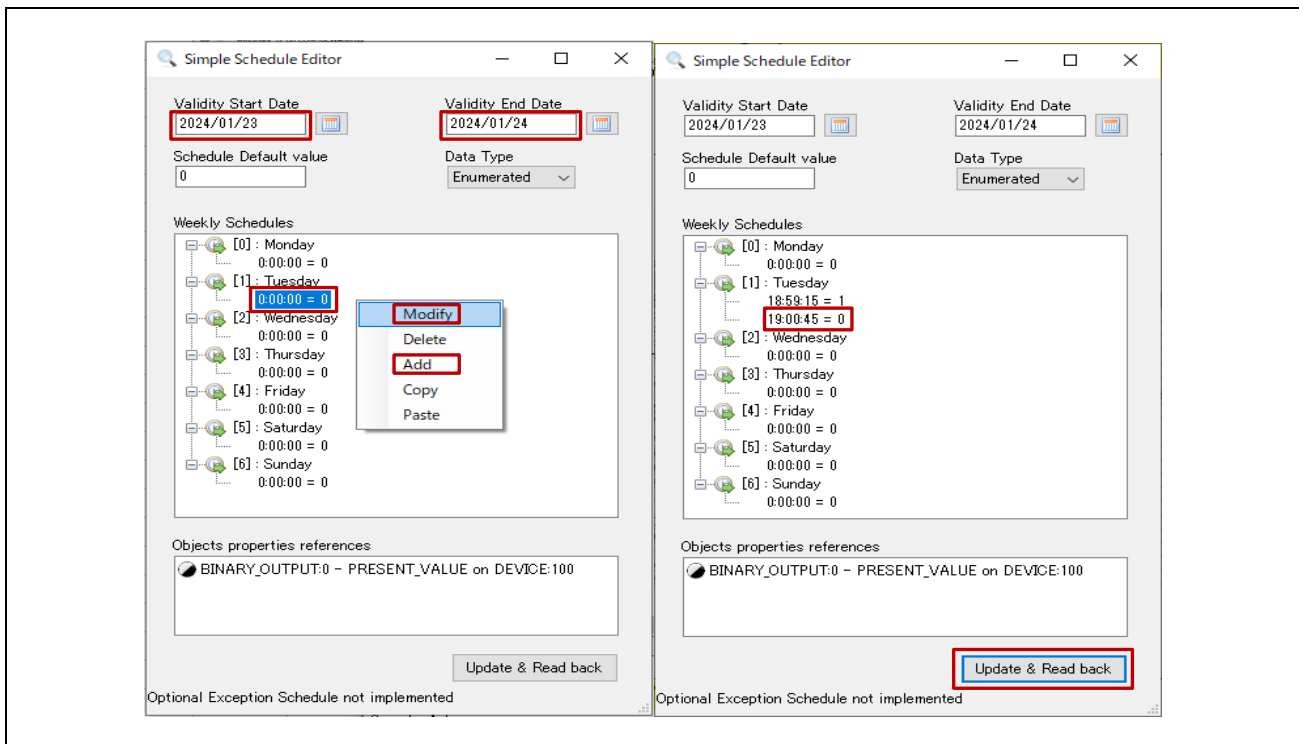 Simple Schedule Editor
Validity Start Date
Validity End Date
2024/01/23
2024/01/24
Schedule Default value
Data Type
0
Enumerated
Weekly Schedules
[0] : Monday
0:00:00 = 0
[1] : Tuesday
0:00:00 = 0
[2] : Wednesday
0:00:00 = 0
[3] : Thursday
0:00:00 = 0
[4] : Friday
0:00:00 = 0
[5] : Saturday
0:00:00 = 0
[6] : Sunday
0:00:00 = 0
Modify
Delete
Add
Copy
Paste
Objects properties references
BINARY_OUTPUT:0 - PRESENT_VALUE on DEVICE:100
Update & Read back
Optional Exception Schedule not implemented
Simple Schedule Editor
Validity Start Date
Validity End Date
2024/01/23
2024/01/24
Schedule Default value
Data Type
0
Enumerated
Weekly Schedules
[0] : Monday
0:00:00 = 0
[1] : Tuesday
18:59:15 = 1
19:00:45 = 0
[2] : Wednesday
0:00:00 = 0
[3] : Thursday
0:00:00 = 0
[4] : Friday
0:00:00 = 0
[5] : Saturday
0:00:00 = 0
[6] : Sunday
0:00:00 = 0
Objects properties references
BINARY_OUTPUT:0 - PRESENT_VALUE on DEVICE:100
Update & Read back
Optional Exception Schedule not implemented